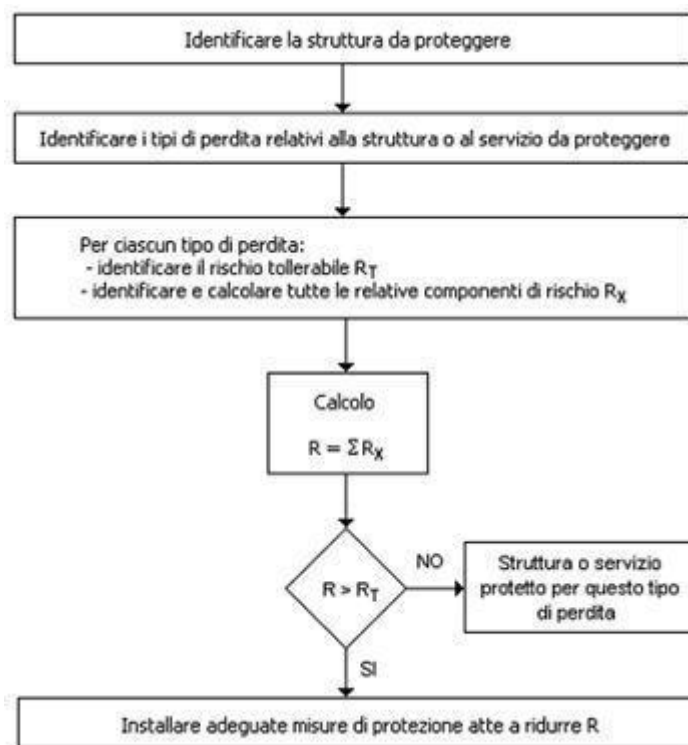 Identificare la struttura da proteggere
Identificare i tipi di perdita relativi alla struttura o al servizio da proteggere
Per ciascun tipo di perdita:
- identificare il rischio tollerabile RT
- identificare e calcolare tutte le relative componenti di rischio RX
Calcolo
R = ΣRX
R > RT
NO
Struttura o servizio
protetto per questo tipo
di perdita
SI
Installare adeguate misure di protezione atte a ridurre R